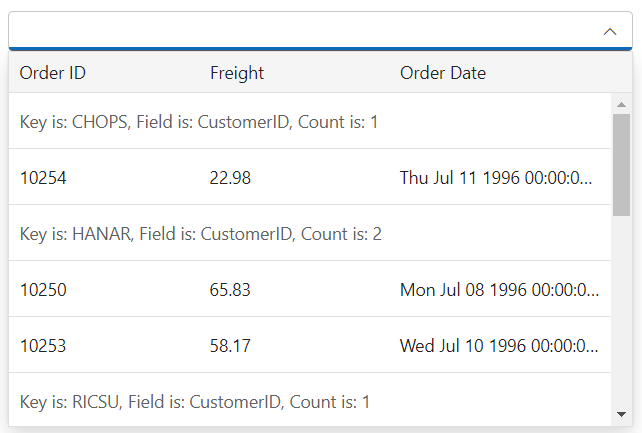 Order ID Freight Order Date
Key is: CHOPS, Field is: CustomerID, Count is: 1
10254 22.98 Thu Jul 11 1996 00:00:0...
Key is: HANAR, Field is: CustomerID, Count is: 2
10250 65.83 Mon Jul 08 1996 00:00:0...
10253 58.17 Wed Jul 10 1996 00:00:0...
Key is: RICSU, Field is: CustomerID, Count is: 1